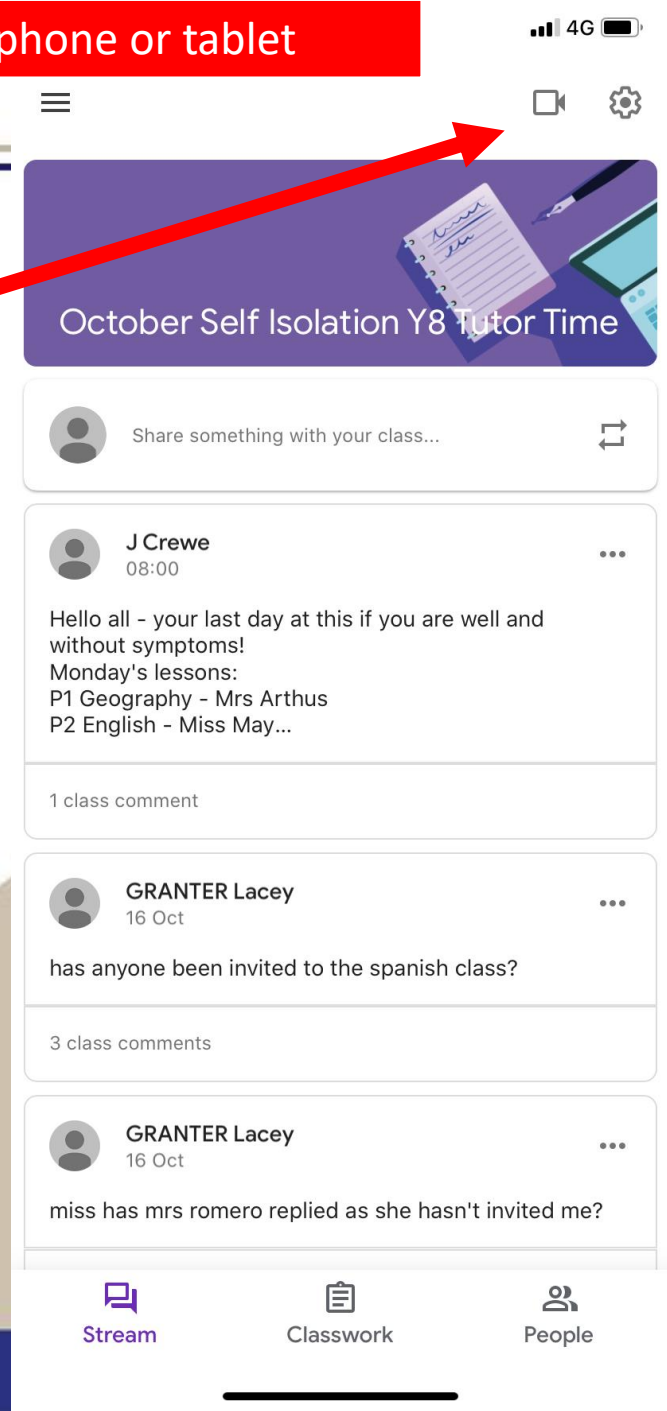 phone or tablet
4G
October Self Isolation Y8 Tutor Time
Share something with your class...
J Crewe
08:00
Hello all - your last day at this if you are well and
without symptoms!
Monday's lessons:
P1 Geography - Mrs Arthus
P2 English - Miss May...
1 class comment
GRANTER Lacey
16 Oct
has anyone been invited to the spanish class?
3 class comments
GRANTER Lacey
16 Oct
miss has mrs romero replied as she hasn't invited me?
Stream
Classwork
People